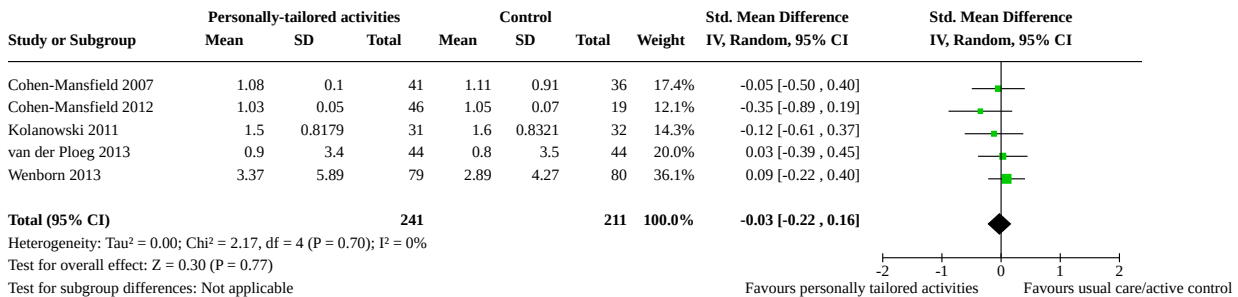 Personally-tailored activities Control Std. Mean Difference Std. Mean Difference
Study or Subgroup Mean SD Total Mean SD Total Weight IV, Random, 95% CI IV, Random, 95% CI
Cohen-Mansfield 2007 1.08 0.1 41 1.11 0.91 36 17.4% -0.05 [-0.50 , 0.40]
Cohen-Mansfield 2012 1.03 0.05 46 1.05 0.07 19 12.1% -0.35 [-0.89 , 0.19]
Kolanowski 2011 1.5 0.8179 31 1.6 0.8321 32 14.3% -0.12 [-0.61 , 0.37]
van der Ploeg 2013 0.9 3.4 44 0.8 3.5 44 20.0% 0.03 [-0.39 , 0.45]
Wenborn 2013 3.37 5.89 79 2.89 4.27 80 36.1% 0.09 [-0.22 , 0.40]
Total (95% CI) 241 211 100.0% -0.03 [-0.22 , 0.16]
Heterogeneity: Tau² = 0.00; Chi² = 2.17, df = 4 (P = 0.70); I² = 0%
Test for overall effect: Z = 0.30 (P = 0.77)
-2 -1 0 1 2
Test for subgroup differences: Not applicable
Favours personally tailored activities Favours usual care/active control